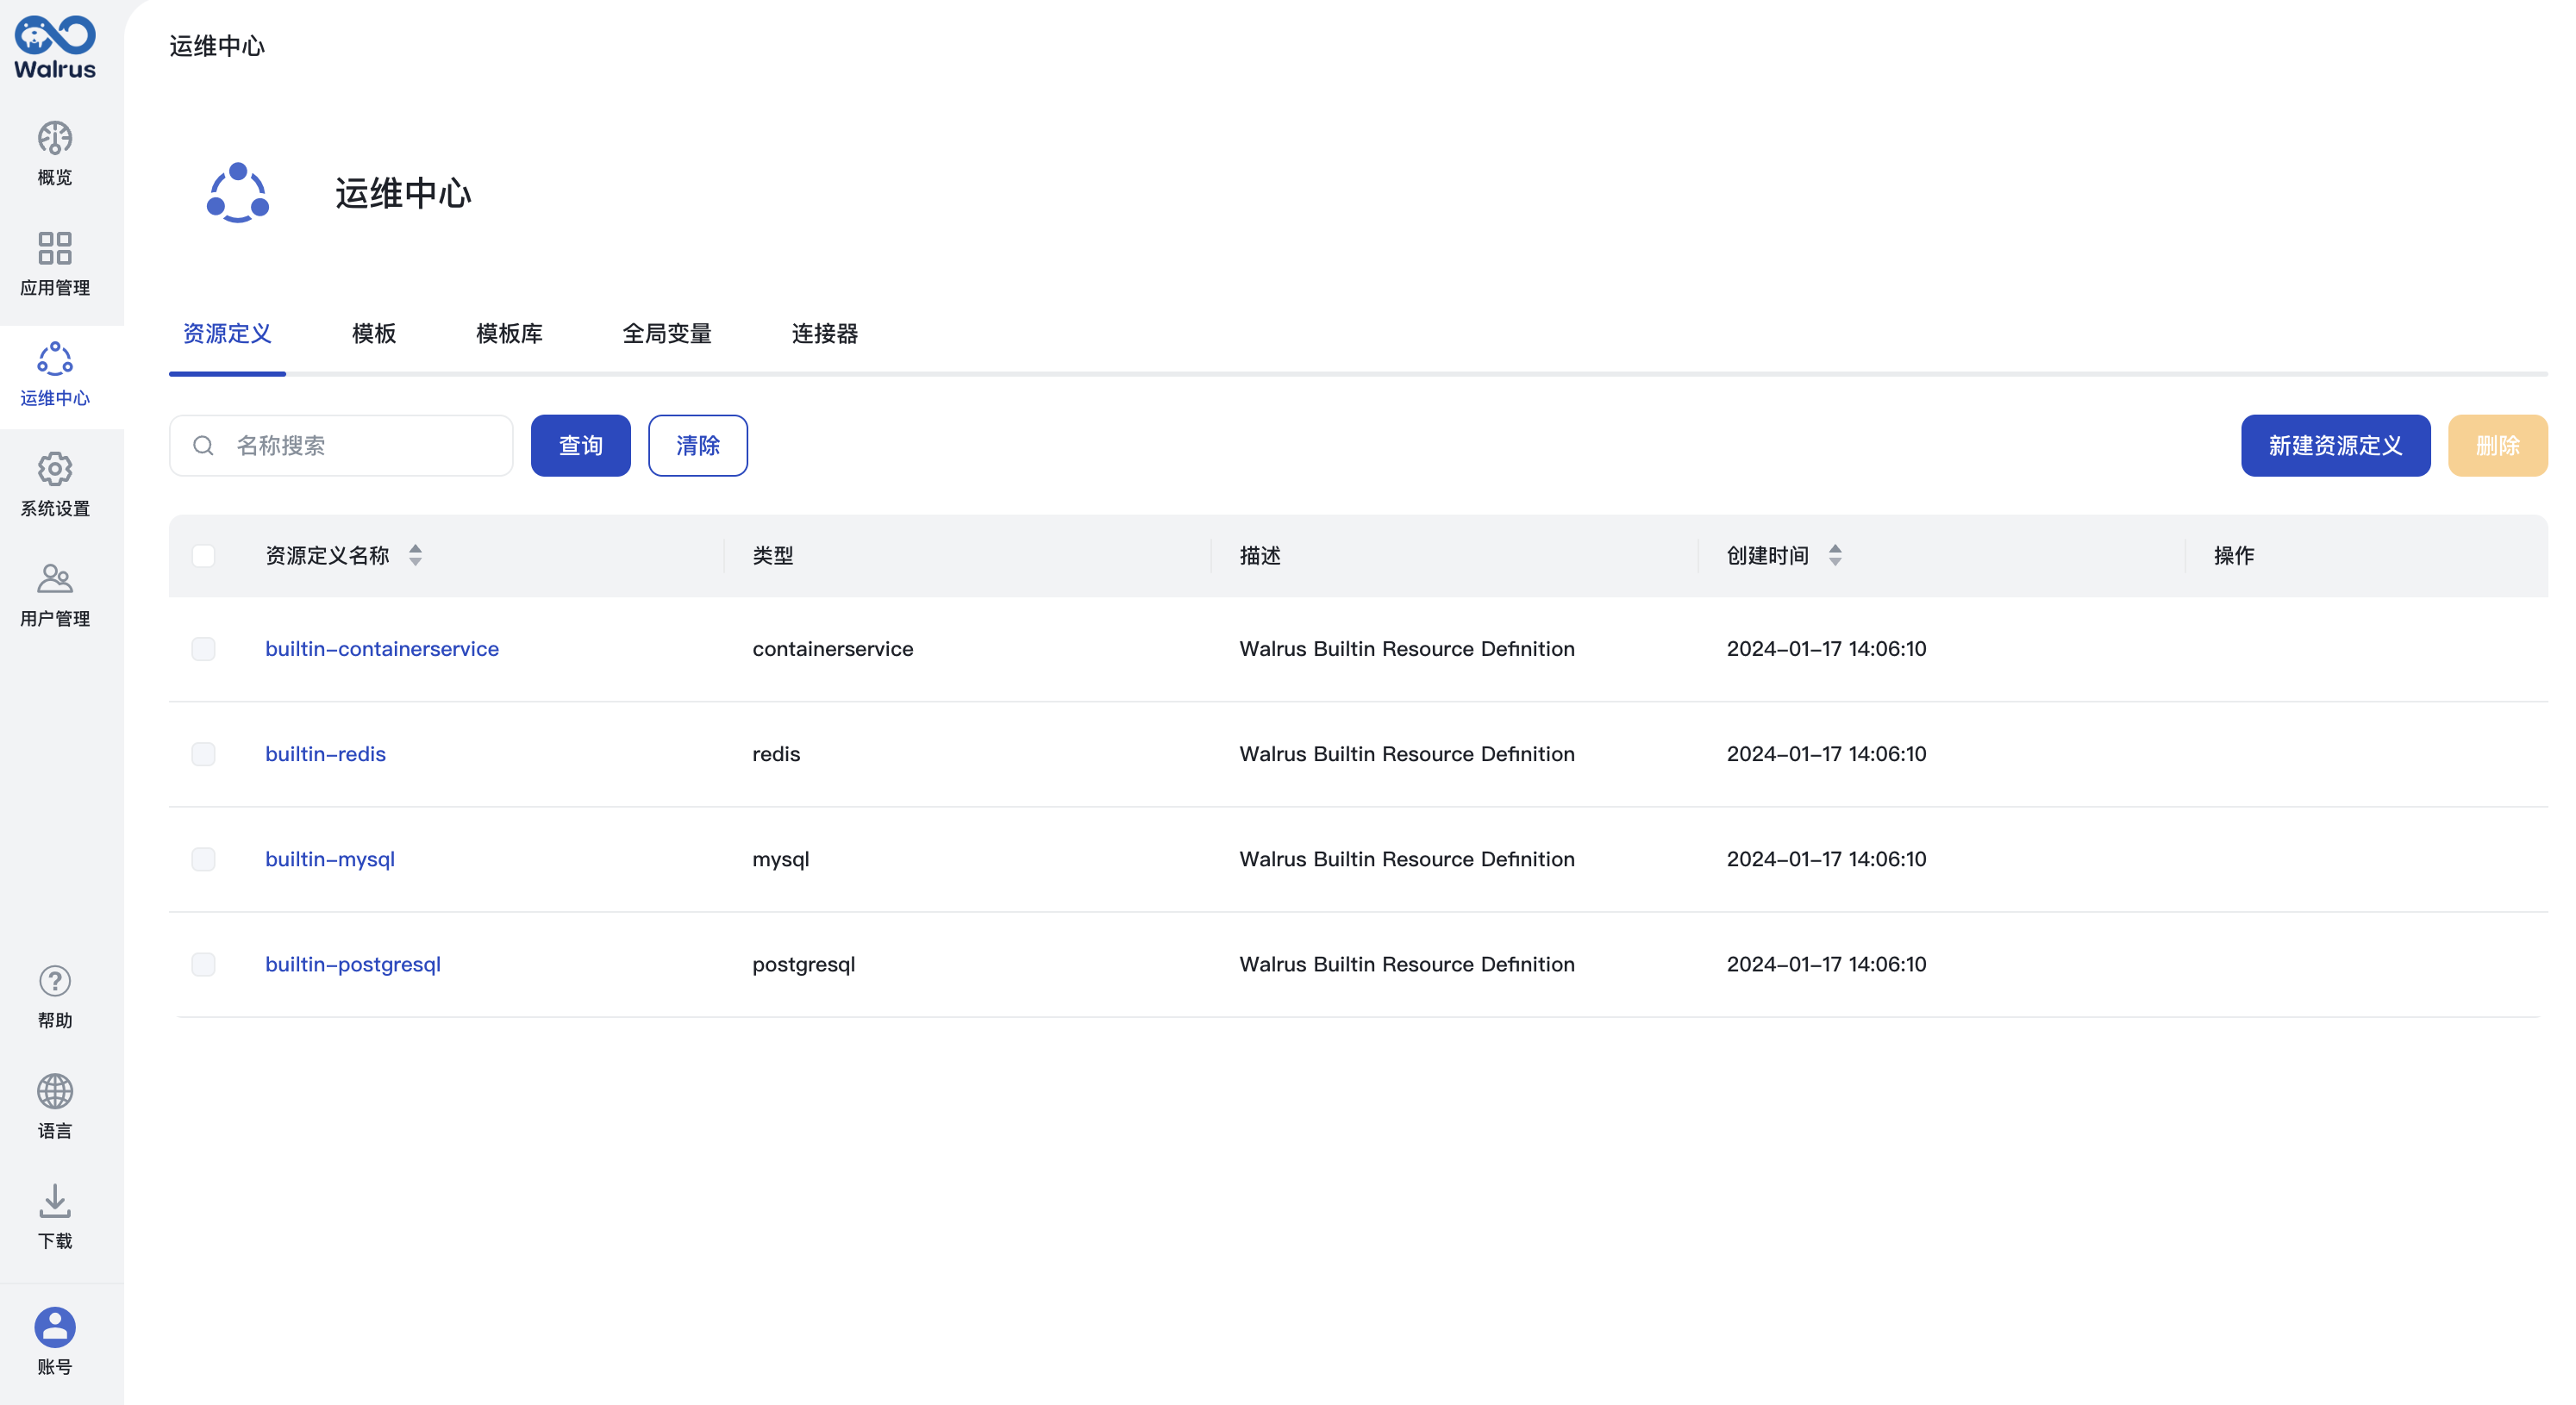 Walrus
概览
应用管理
运维中心
系统设置
用户管理
帮助
语言
下载
账号
运维中心
运维中心
资源定义 模板 模板库 全局变量 连接器
名称搜索 查询 清除 新建资源定义 删除
资源定义名称 类型 描述 创建时间 操作
builtin-containerservice containerservice Walrus Builtin Resource Definition 2024-01-17 14:06:10
builtin-redis redis Walrus Builtin Resource Definition 2024-01-17 14:06:10
builtin-mysql mysql Walrus Builtin Resource Definition 2024-01-17 14:06:10
builtin-postgresql postgresql Walrus Builtin Resource Definition 2024-01-17 14:06:10